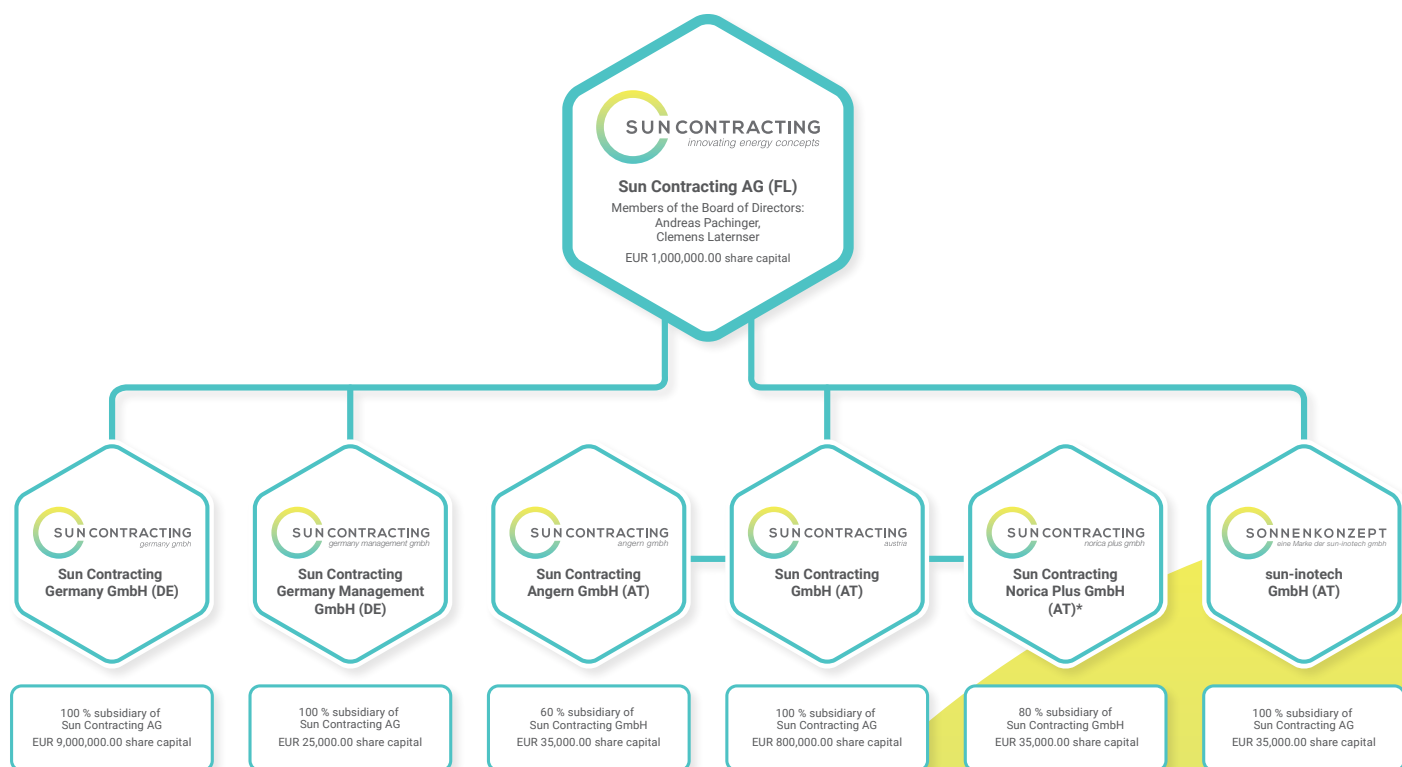 SUN CONTRACTING
innovating energy concepts
Sun Contracting AG (FL)
Members of the Board of Directors:
Andreas Pachinger,
Clemens Laternser
EUR 1,000,000.00 share capital
SUN CONTRACTING
germany gmbh
Sun Contracting
Germany GmbH (DE)
100 % subsidiary of
Sun Contracting AG
EUR 9,000,000.00 share capital
SUN CONTRACTING
germany management gmbh
Sun Contracting
Germany Management
GmbH (DE)
100 % subsidiary of
Sun Contracting AG
EUR 25,000.00 share capital
SUN CONTRACTING
angern gmbh
Sun Contracting
Angern GmbH (AT)
60 % subsidiary of
Sun Contracting GmbH
EUR 35,000.00 share capital
SUN CONTRACTING
austria
Sun Contracting
GmbH (AT)
100 % subsidiary of
Sun Contracting AG
EUR 800,000.00 share capital
SUN CONTRACTING
norica plus gmbh
Sun Contracting
Norica Plus GmbH
(AT)*
80 % subsidiary of
Sun Contracting GmbH
EUR 35,000.00 share capital
SONNENKONZEPT
eine Marke der sun-inotech gmbh
sun-inotech
GmbH (AT)
100 % subsidiary of
Sun Contracting AG
EUR 35,000.00 share capital